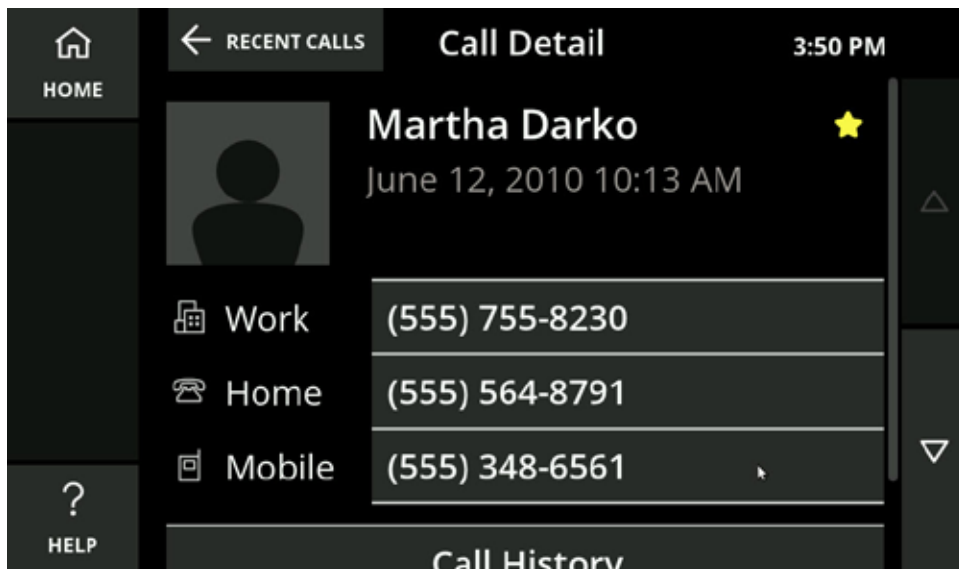 HOME
RECENT CALLS
Call Detail
3:50 PM
Martha Darko
June 12, 2010 10:13 AM
Work
(555) 755-8230
Home
(555) 564-8791
Mobile
(555) 348-6561
?
HELP
Call History